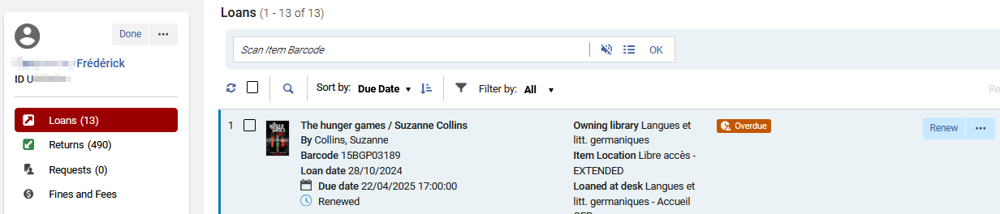 Loans (1 - 13 of 13)
Done
Scan Item Barcode
OK
Frédérick
ID U
Sort by: Due Date
Filter by: All
Re
Loans (13)
Returns (490)
Requests (0)
Fines and Fees
1
The hunger games / Suzanne Collins
By Collins, Suzanne
Barcode 15BGP03189
Loan date 28/10/2024
Due date 22/04/2025 17:00:00
Renewed
Owning library Langues et
litt. germaniques
Item Location Libre accès -
EXTENDED
Loaned at desk Langues et
litt. germaniques - Accueil
Overdue
Renew